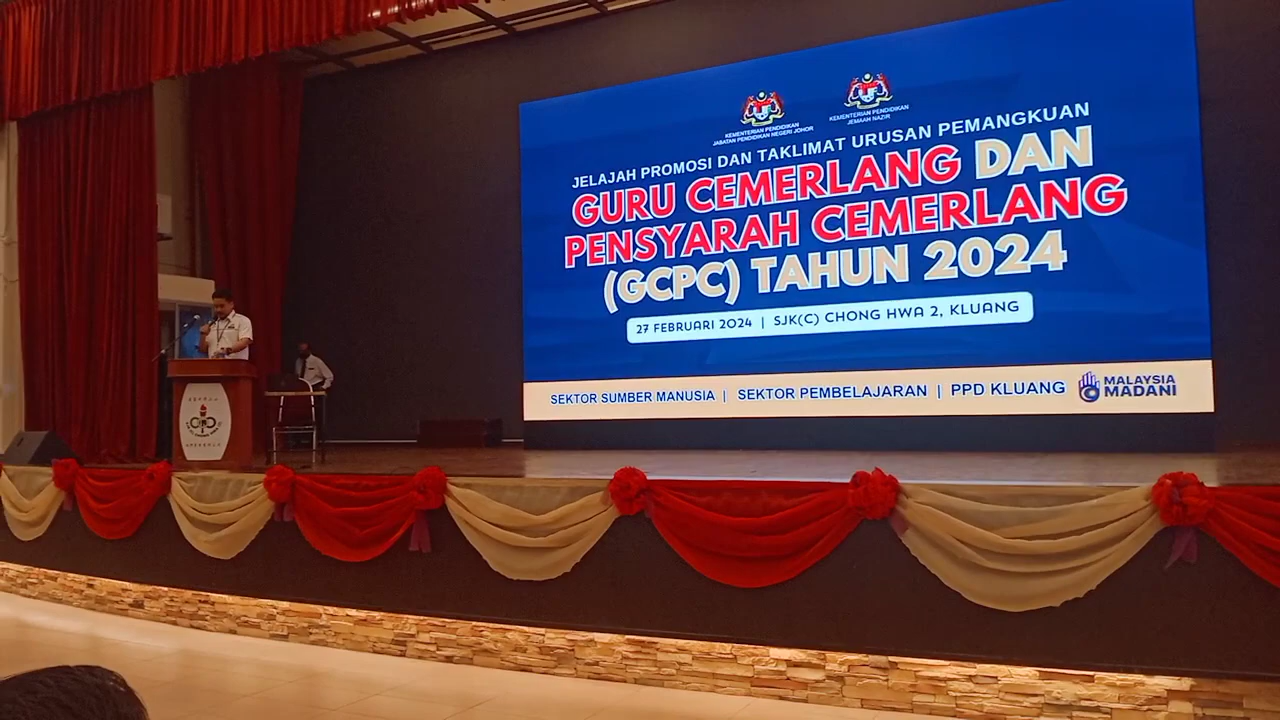 KEMENTERIAN PENDIDIKAN
JABATAN PENDIDIKAN NEGERI JOHOR
KEMENTERIAN PENDIDIKAN
JEMAAH NAZIR
JELAJAH PROMOSI DAN TAKLIMAT URUSAN PEMANGKUAN
GURU CEMERLANG DAN
PENSYARAH CEMERLANG
(GCPC) TAHUN 2024
27 FEBRUARI 2024 | SJK(C) CHONG HWA 2, KLUANG
SEKTOR SUMBER MANUSIA | SEKTOR PEMBELAJARAN | PPD KLUANG
MALAYSIA
MADANI